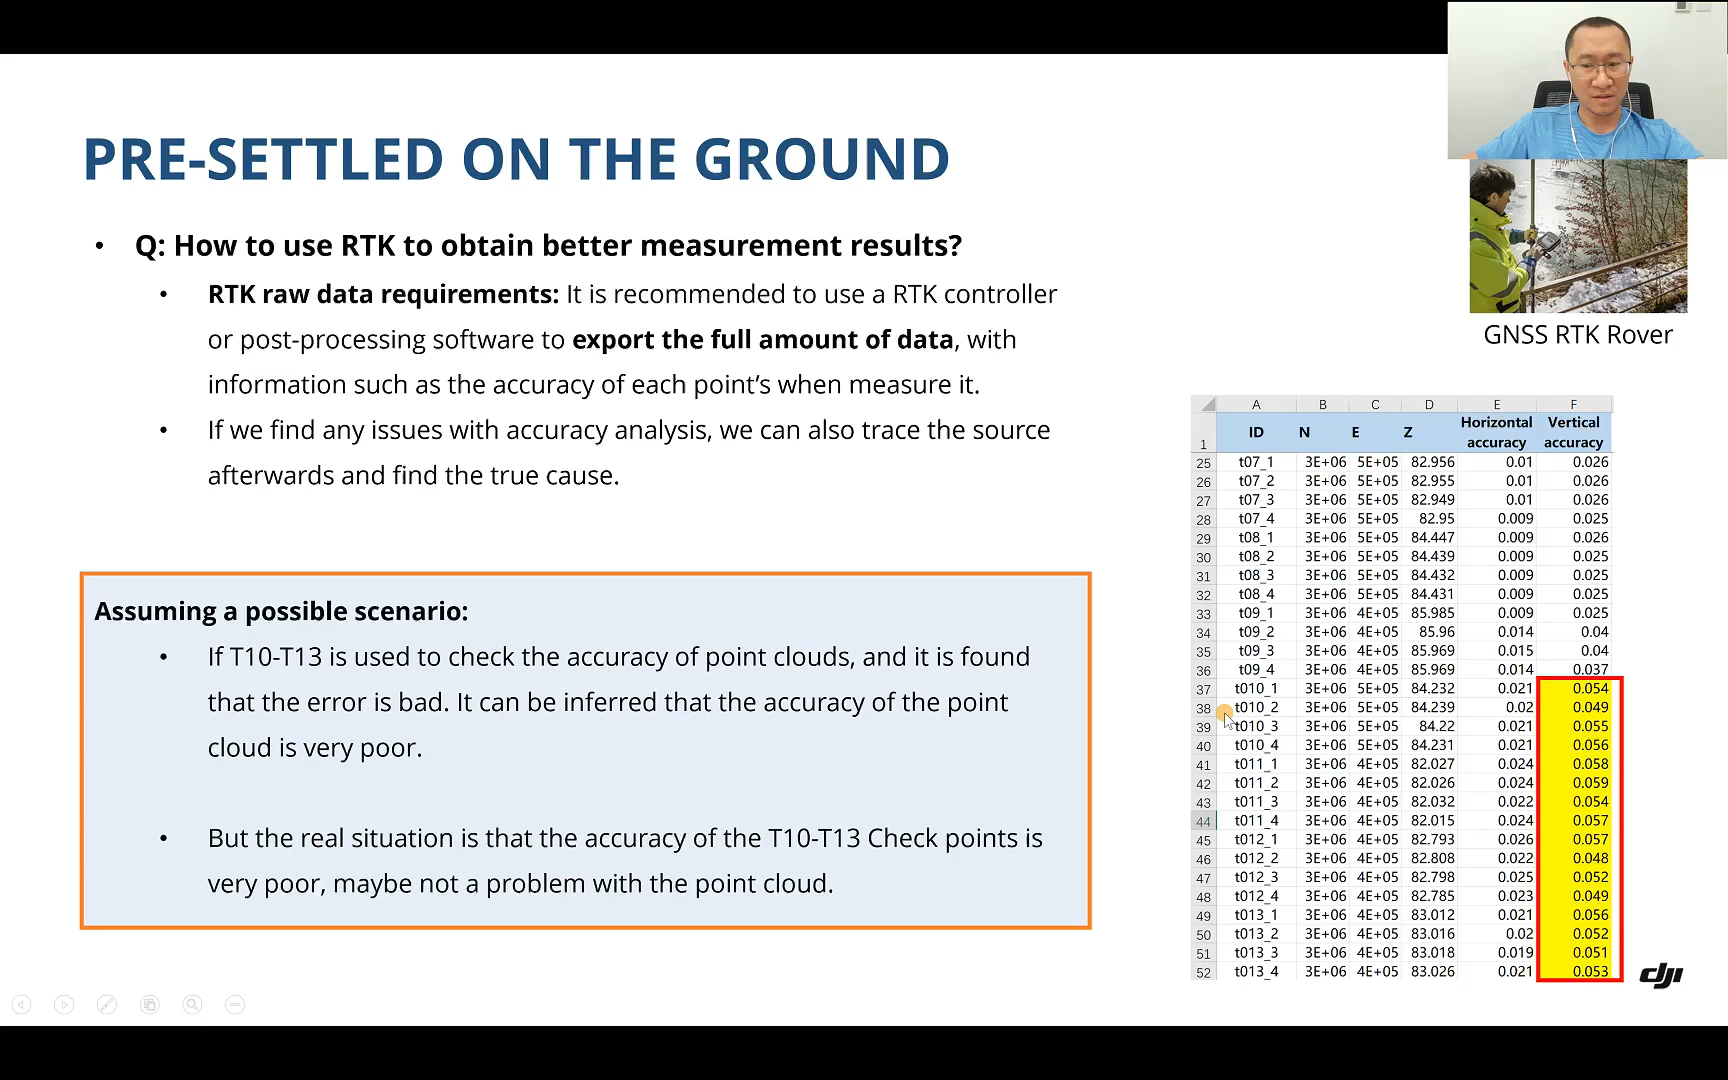 PRE-SETTLED ON THE GROUND
• Q: How to use RTK to obtain better measurement results?
• RTK raw data requirements: It is recommended to use a RTK controller
or post-processing software to export the full amount of data, with
information such as the accuracy of each point's when measure it.
• If we find any issues with accuracy analysis, we can also trace the source
afterwards and find the true cause.
Assuming a possible scenario:
• If T10-T13 is used to check the accuracy of point clouds, and it is found
that the error is bad. It can be inferred that the accuracy of the point
cloud is very poor.
• But the real situation is that the accuracy of the T10-T13 Check points is
very poor, maybe not a problem with the point cloud.
GNSS RTK Rover
A B C D E F
1 ID N E Z Horizontal accuracy Vertical accuracy
25 t07_1 3E+06 5E+05 82.956 0.01 0.026
26 t07_2 3E+06 5E+05 82.955 0.01 0.026
27 t07_3 3E+06 5E+05 82.949 0.01 0.026
28 t07_4 3E+06 5E+05 82.95 0.009 0.025
29 t08_1 3E+06 5E+05 84.447 0.009 0.026
30 t08_2 3E+06 5E+05 84.439 0.009 0.025
31 t08_3 3E+06 5E+05 84.432 0.009 0.025
32 t08_4 3E+06 5E+05 84.431 0.009 0.025
33 t09_1 3E+06 4E+05 85.985 0.009 0.025
34 t09_2 3E+06 4E+05 85.96 0.014 0.04
35 t09_3 3E+06 4E+05 85.969 0.015 0.04
36 t09_4 3E+06 4E+05 85.969 0.014 0.037
37 t010_1 3E+06 5E+05 84.232 0.021 0.054
38 t010_2 3E+06 5E+05 84.239 0.02 0.049
39 t010_3 3E+06 5E+05 84.22 0.021 0.055
40 t010_4 3E+06 5E+05 84.231 0.021 0.056
41 t011_1 3E+06 4E+05 82.027 0.024 0.058
42 t011_2 3E+06 4E+05 82.026 0.024 0.059
43 t011_3 3E+06 4E+05 82.032 0.022 0.054
44 t011_4 3E+06 4E+05 82.015 0.024 0.057
45 t012_1 3E+06 4E+05 82.793 0.026 0.057
46 t012_2 3E+06 4E+05 82.808 0.022 0.048
47 t012_3 3E+06 4E+05 82.798 0.025 0.052
48 t012_4 3E+06 4E+05 82.785 0.023 0.049
49 t013_1 3E+06 4E+05 83.012 0.021 0.056
50 t013_2 3E+06 4E+05 83.016 0.02 0.052
51 t013_3 3E+06 4E+05 83.018 0.019 0.051
52 t013_4 3E+06 4E+05 83.026 0.021 0.053
dji